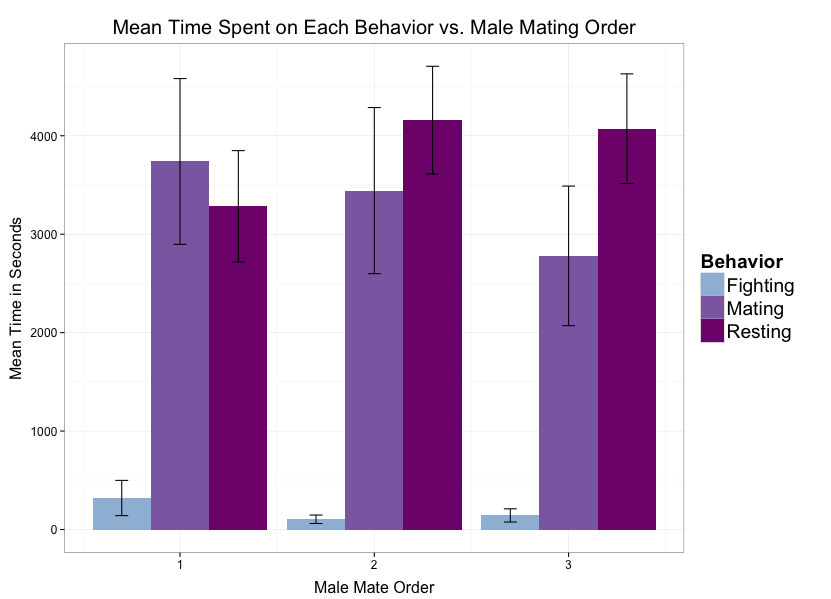 Mean Time Spent on Each Behavior vs. Male Mating Order
Mean Time in Seconds
4000
3000
2000
1000
0
1 2 3
Male Mate Order
Behavior
Fighting
Mating
Resting